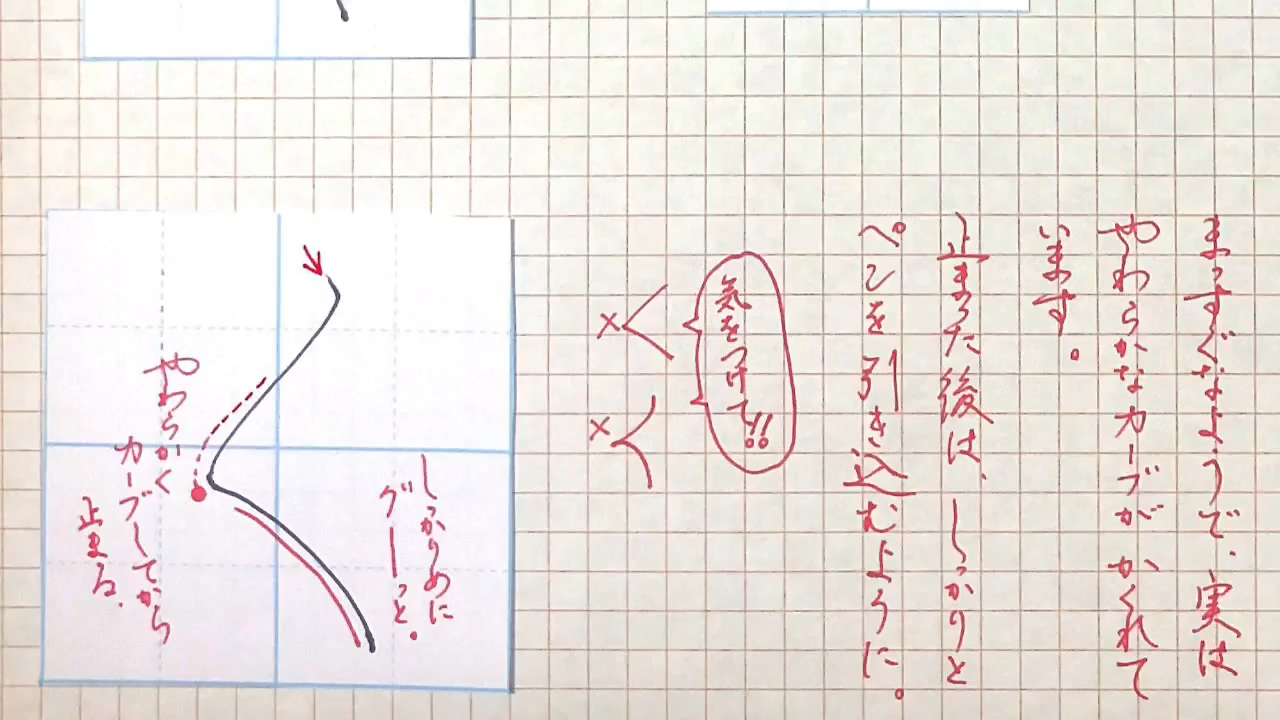 まっすぐなようで、実は
やわらかなカーブが かくれて
います。
止まった後は、しっかりと
ペンを引き込むように。
気をつけて!!
×
×
しっかりめに
グーっと。
やわらかく
カーブしてから
止まる。